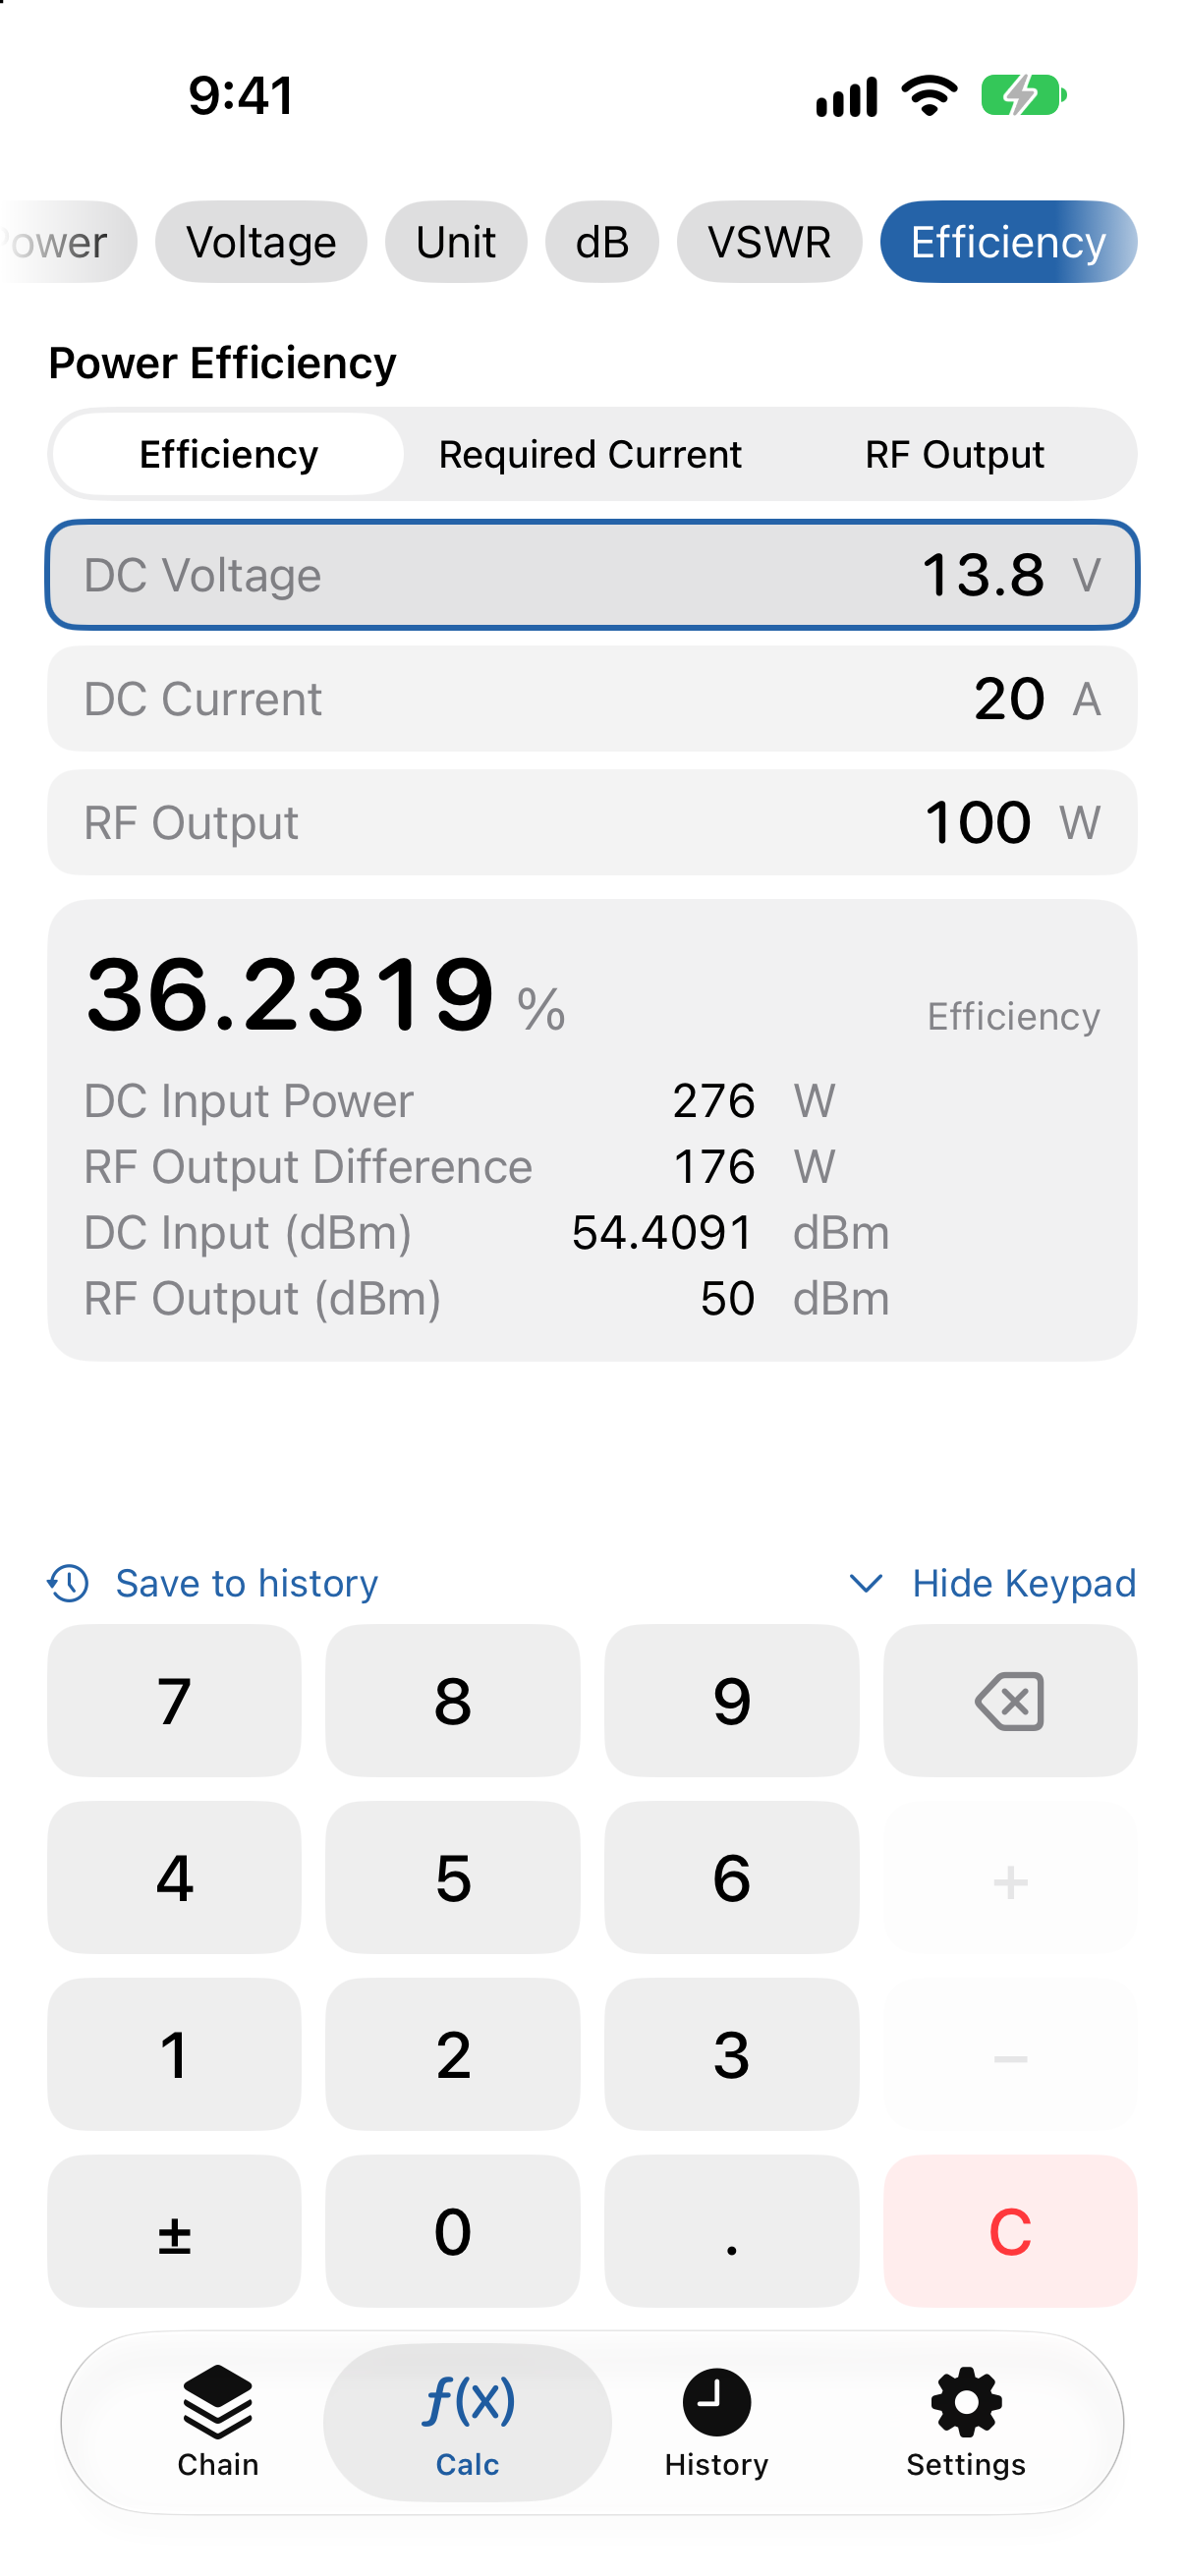 9:41
Power Voltage Unit dB VSWR Efficiency
Power Efficiency
Efficiency Required Current RF Output
DC Voltage 13.8 V
DC Current 20 A
RF Output 100 W
36.2319 % Efficiency
DC Input Power 276 W
RF Output Difference 176 W
DC Input (dBm) 54.4091 dBm
RF Output (dBm) 50 dBm
Save to history Hide Keypad
7 8 9
4 5 6 +
1 2 3 −
± 0 . C
f(x)
Chain Calc History Settings